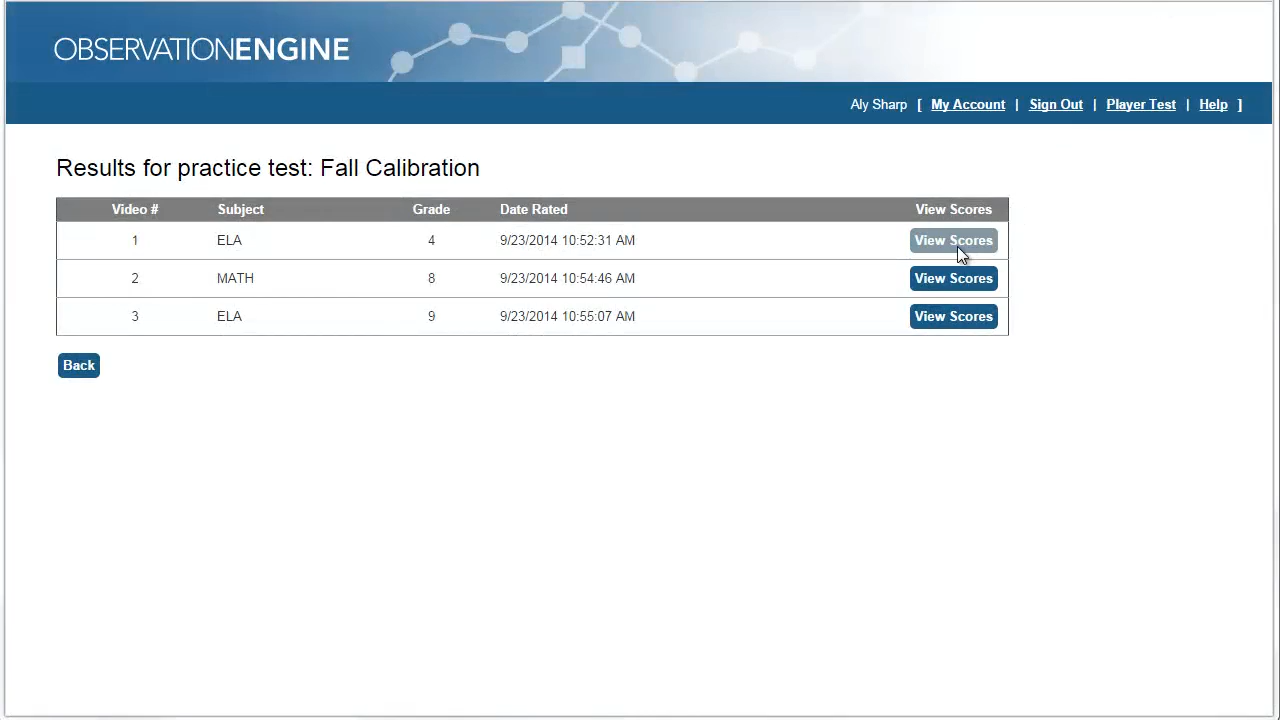 OBSERVATIONENGINE
Aly Sharp [ My Account | Sign Out | Player Test | Help ]
Results for practice test: Fall Calibration
Video # Subject Grade Date Rated View Scores
1 ELA 4 9/23/2014 10:52:31 AM View Scores
2 MATH 8 9/23/2014 10:54:46 AM View Scores
3 ELA 9 9/23/2014 10:55:07 AM View Scores
Back